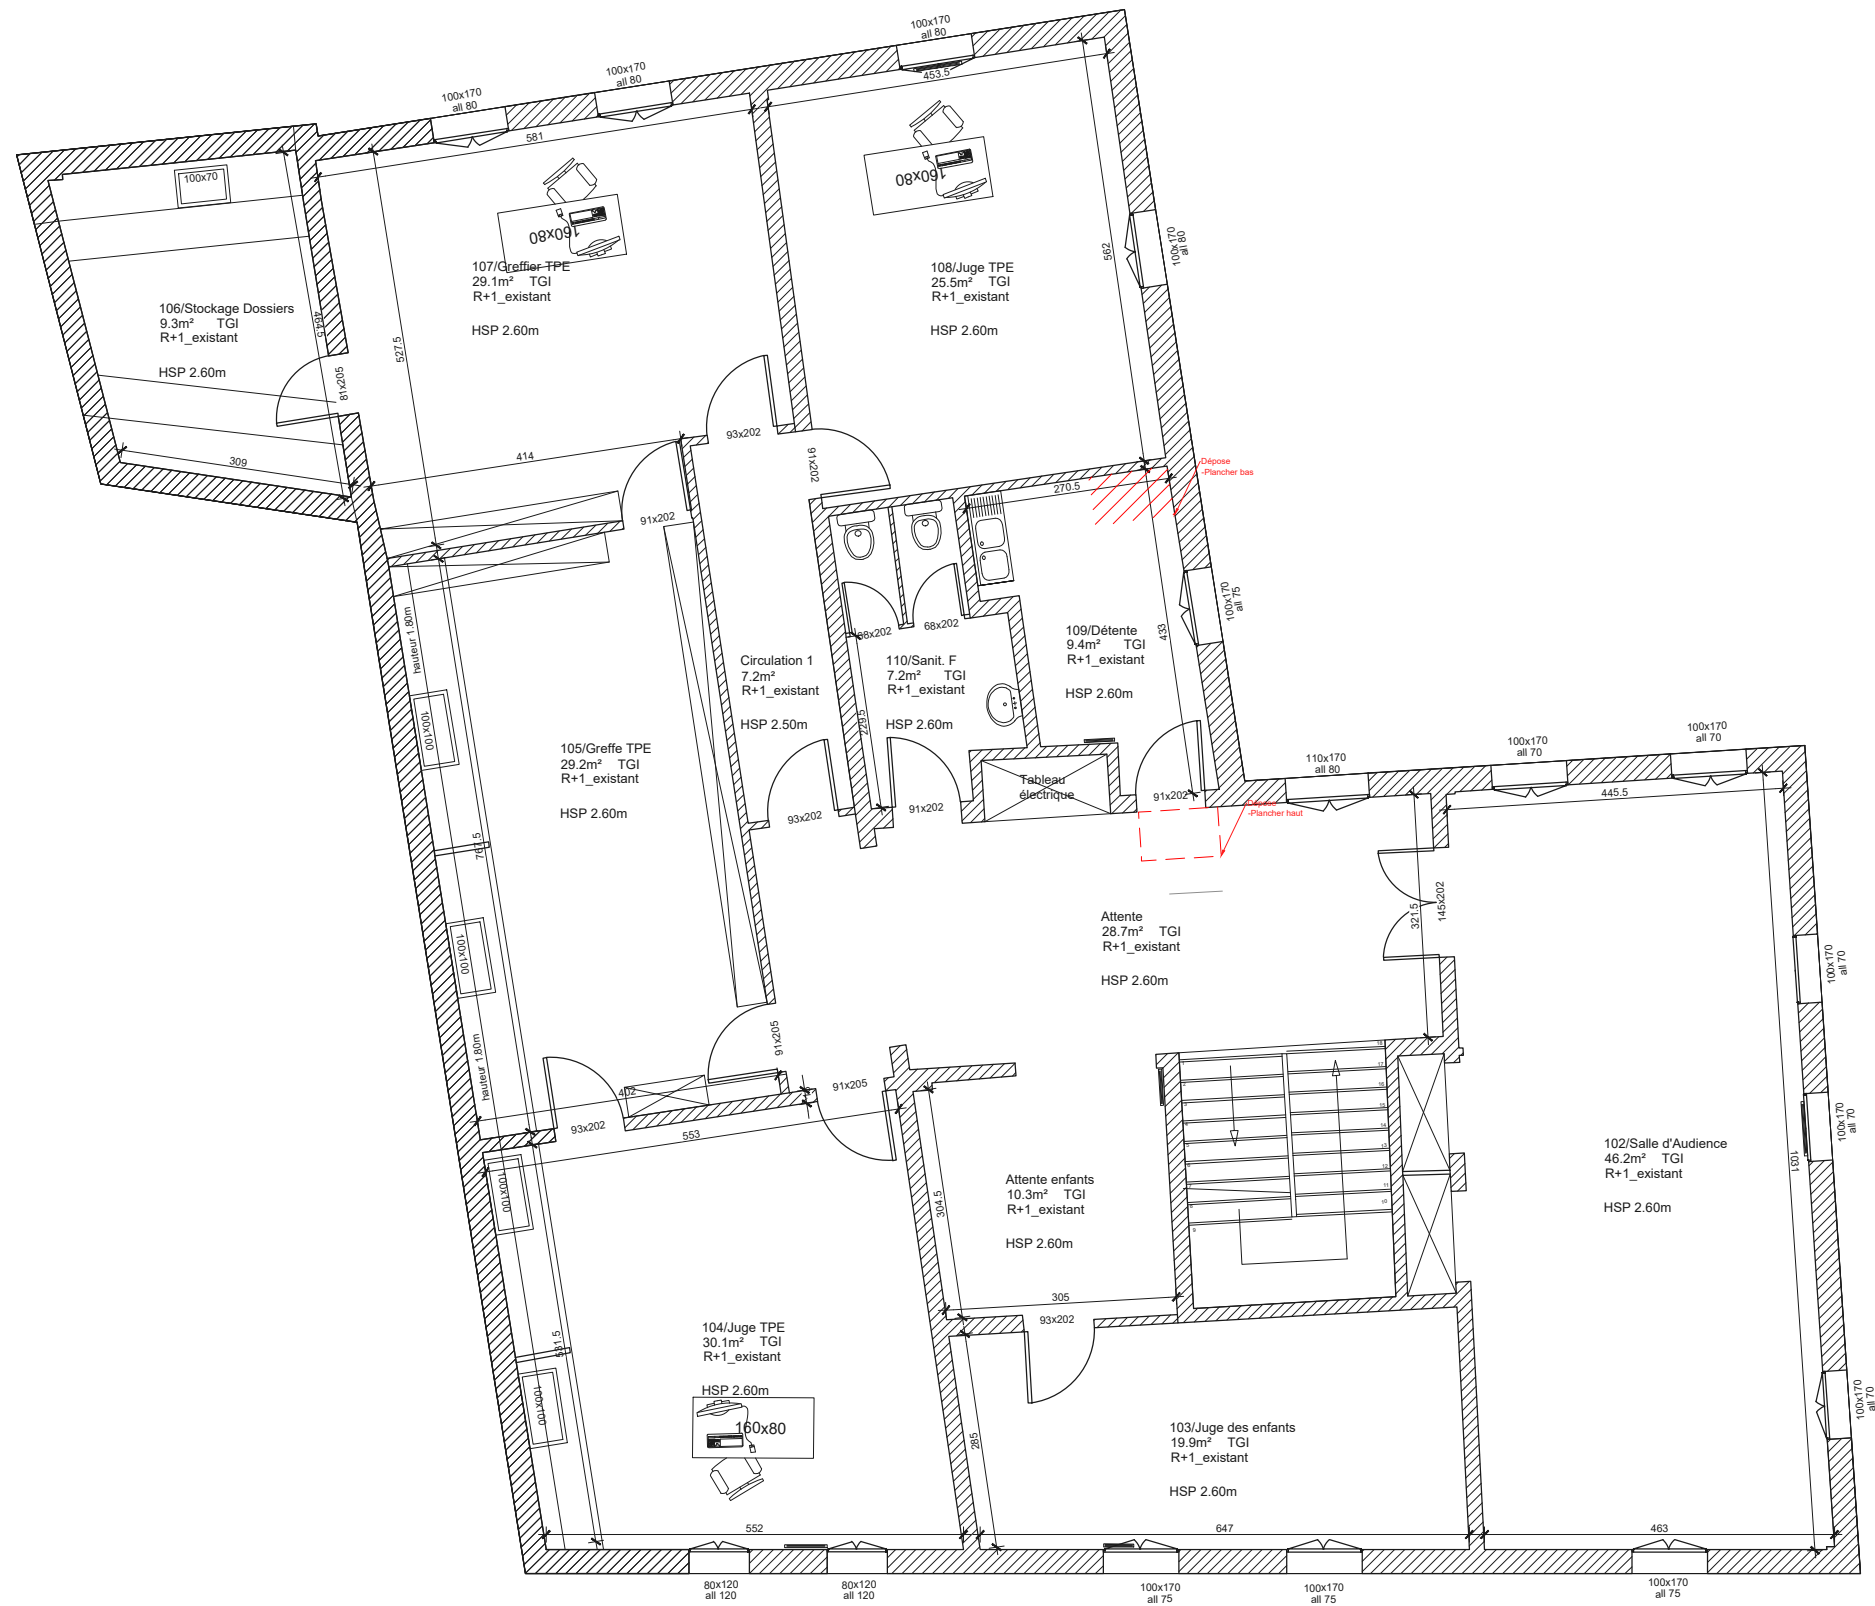 100x170
all 80
100x170
all 80
100x170
all 80
453.5
581
100x70
160x80
160x80
107/Greffier TPE
29.1m² TGI
R+1_existant
HSP 2.60m
108/Juge TPE
25.5m² TGI
R+1_existant
HSP 2.60m
562
100x170
all 80
106/Stockage Dossiers
9.3m² TGI
R+1_existant
HSP 2.60m
464.5
527.5
81x205
309
414
93x202
91x202
91x202
270.5
Dépose
-Plancher bas
hauteur 1.80m
100x100
68x202
68x202
433
100x170
all 75
109/Détente
9.4m² TGI
R+1_existant
HSP 2.60m
Circulation 1
7.2m²
R+1_existant
HSP 2.50m
110/Sanit. F
7.2m² TGI
R+1_existant
HSP 2.60m
229.5
105/Greffe TPE
29.2m² TGI
R+1_existant
HSP 2.60m
Tableau
électrique
93x202
91x202
91x202
Dépose
-Plancher haut
110x170
all 80
100x170
all 70
100x170
all 70
445.5
767.5
100x100
321.5
145x202
Attente
28.7m² TGI
R+1_existant
HSP 2.60m
100x170
all 70
hauteur 1.80m
91x205
91x205
402
93x202
553
100x100
304.5
Attente enfants
10.3m² TGI
R+1_existant
HSP 2.60m
305
93x202
100x170
all 70
1031
102/Salle d'Audience
46.2m² TGI
R+1_existant
HSP 2.60m
104/Juge TPE
30.1m² TGI
R+1_existant
HSP 2.60m
531.5
100x100
160x80
285
103/Juge des enfants
19.9m² TGI
R+1_existant
HSP 2.60m
100x170
all 70
552
647
463
80x120
all 120
80x120
all 120
100x170
all 75
100x170
all 75
100x170
all 75